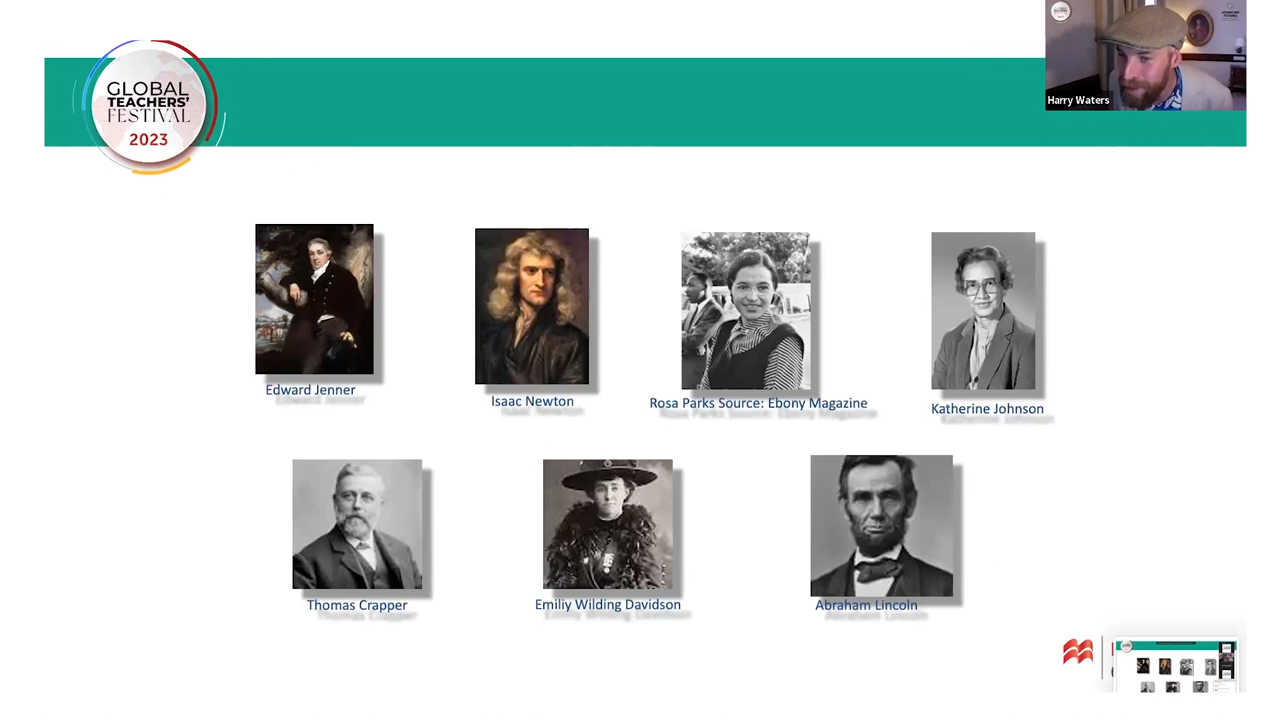 GLOBAL
TEACHERS'
FESTIVAL
2023
Harry Waters
Edward Jenner
Isaac Newton
Rosa Parks Source: Ebony Magazine
Katherine Johnson
Thomas Crapper
Emiliy Wilding Davidson
Abraham Lincoln